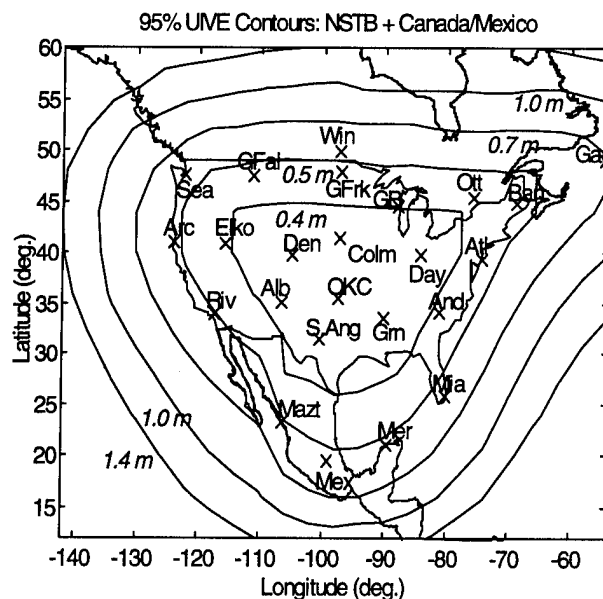 95% UIVE Contours: NSTB + Canada/Mexico
60
55
50
45
40
35
30
25
20
15
Latitude (deg.)
1.0 m
0.7 m
Win
Ga
GFal
0.5 m
GFrk
Sea
GB
Ott
Ban
0.4 m
Arc
Elko
Den
Colm
Day
Atl
Alb
OKC
And
Riv
S.Ang
Grn
Mia
Mazt
1.0 m
Mer
1.4 m
Mex
-140 -130 -120 -110 -100 -90 -80 -70 -60
Longitude (deg.)